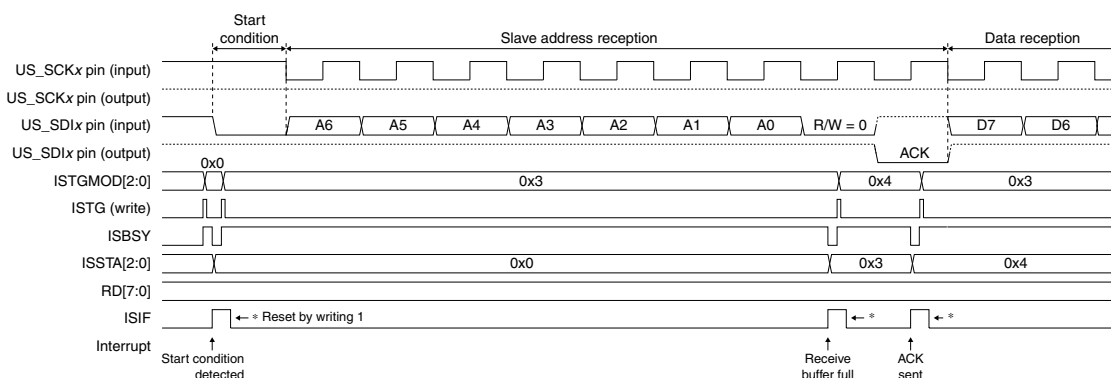 Start
condition
Slave address reception
Data reception
US_SCKx pin (input)
US_SCKx pin (output)
US_SDIx pin (input) A6 A5 A4 A3 A2 A1 A0 R/W = 0 D7 D6
US_SDIx pin (output) ACK
0x0
ISTGMOD[2:0] 0x3 0x4 0x3
ISTG (write)
ISBSY
ISSTA[2:0] 0x0 0x3 0x4
RD[7:0]
ISIF ← * Reset by writing 1 ← * ← *
Interrupt
Start condition
detected
Receive
buffer full
ACK
sent